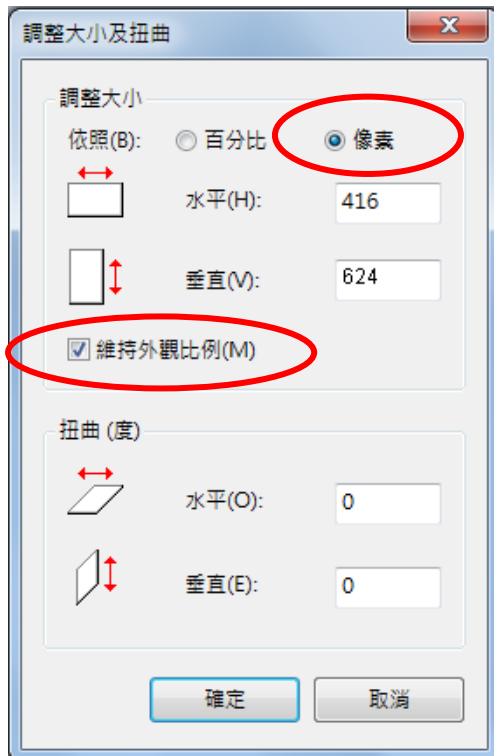 調整大小及扭曲
調整大小
依照(B): 百分比 像素
水平(H): 416
垂直(V): 624
維持外觀比例(M)
扭曲 (度)
水平(O): 0
垂直(E): 0
確定 取消